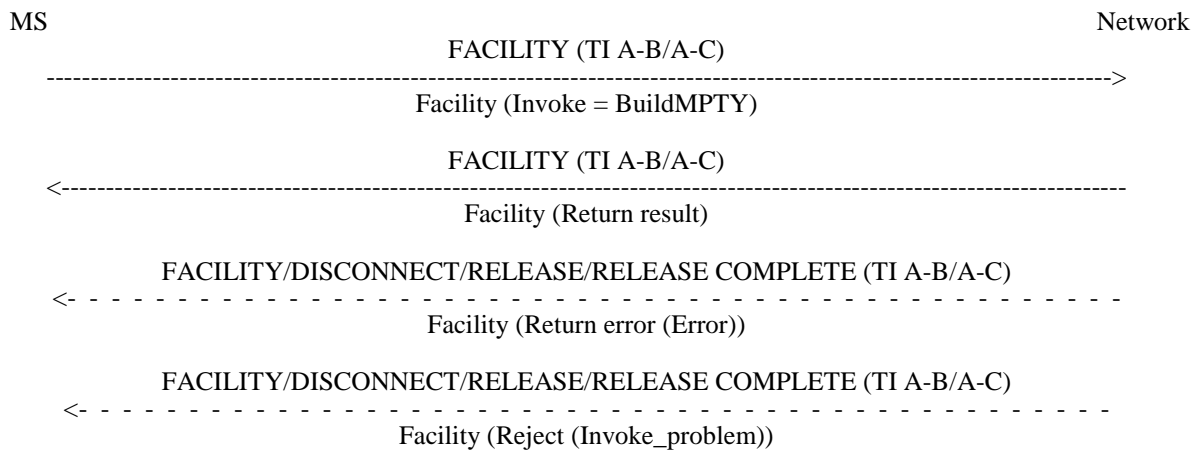 MS Network
FACILITY (TI A-B/A-C)
Facility (Invoke = BuildMPTY)
FACILITY (TI A-B/A-C)
Facility (Return result)
FACILITY/DISCONNECT/RELEASE/RELEASE COMPLETE (TI A-B/A-C)
Facility (Return error (Error))
FACILITY/DISCONNECT/RELEASE/RELEASE COMPLETE (TI A-B/A-C)
Facility (Reject (Invoke_problem))